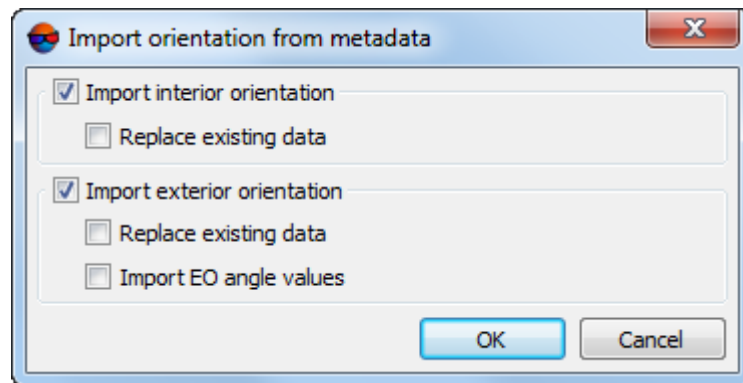 Import orientation from metadata
Import interior orientation
Replace existing data
Import exterior orientation
Replace existing data
Import EO angle values
OK Cancel